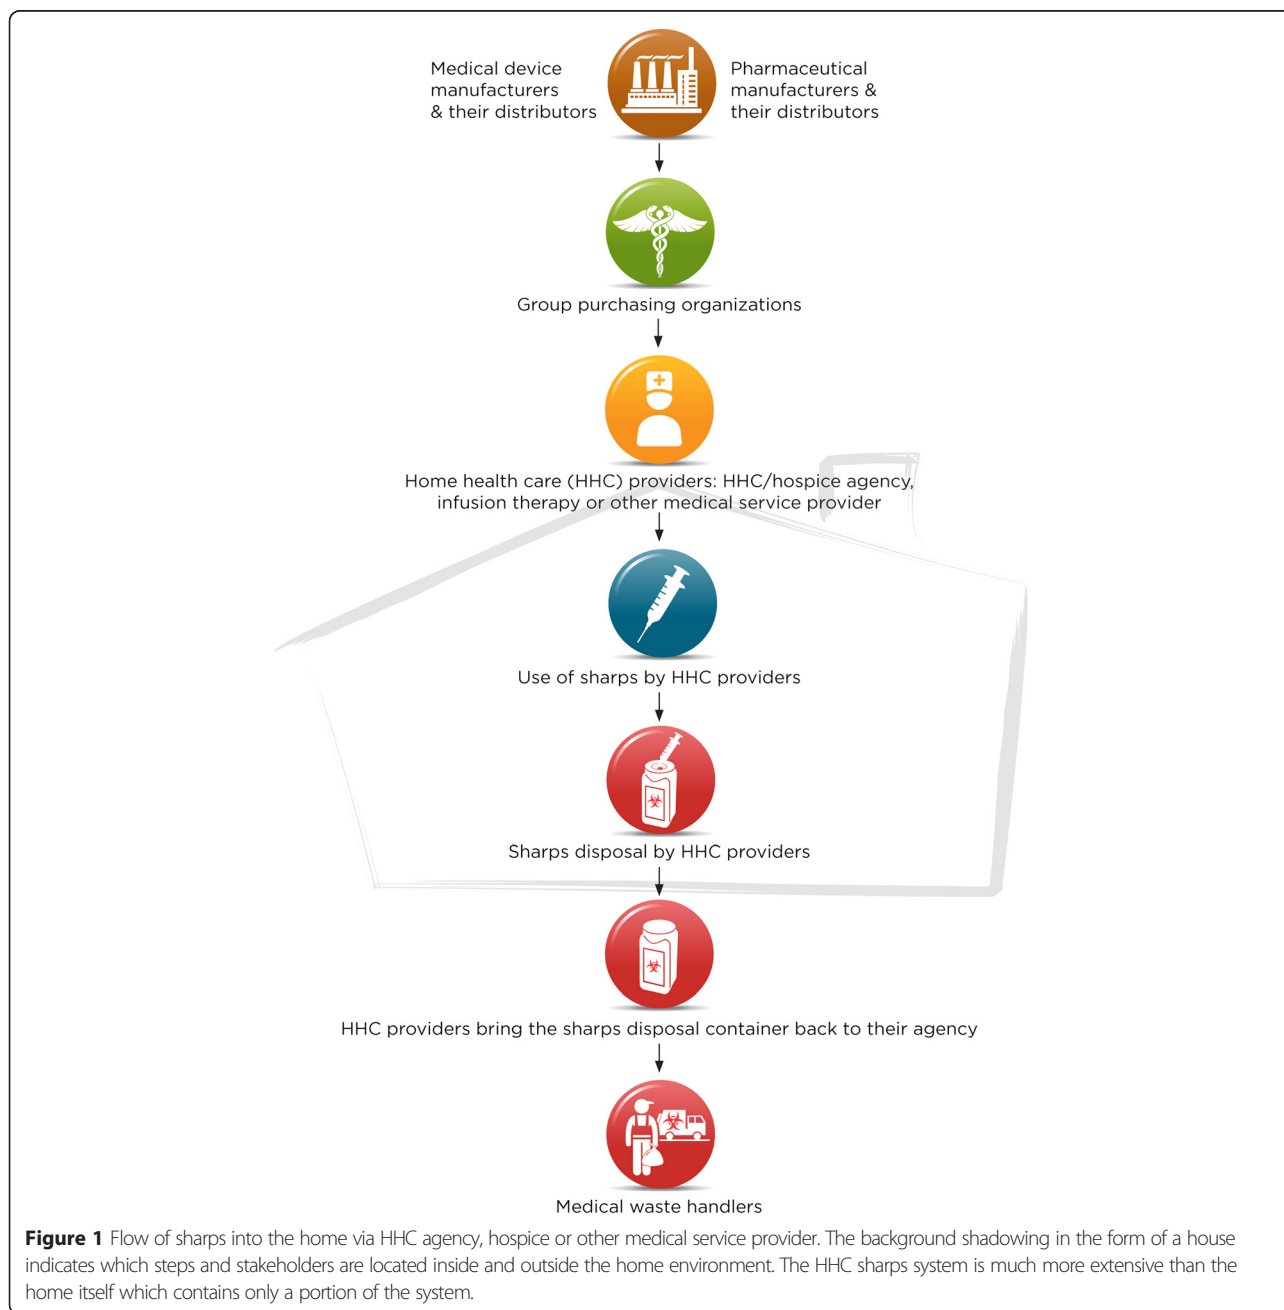 Medical device
manufacturers
& their distributors
Pharmaceutical
manufacturers &
their distributors
Group purchasing organizations
Home health care (HHC) providers: HHC/hospice agency,
infusion therapy or other medical service provider
Use of sharps by HHC providers
Sharps disposal by HHC providers
HHC providers bring the sharps disposal container back to their agency
Medical waste handlers
Figure 1 Flow of sharps into the home via HHC agency, hospice or other medical service provider. The background shadowing in the form of a house
indicates which steps and stakeholders are located inside and outside the home environment. The HHC sharps system is much more extensive than the
home itself which contains only a portion of the system.